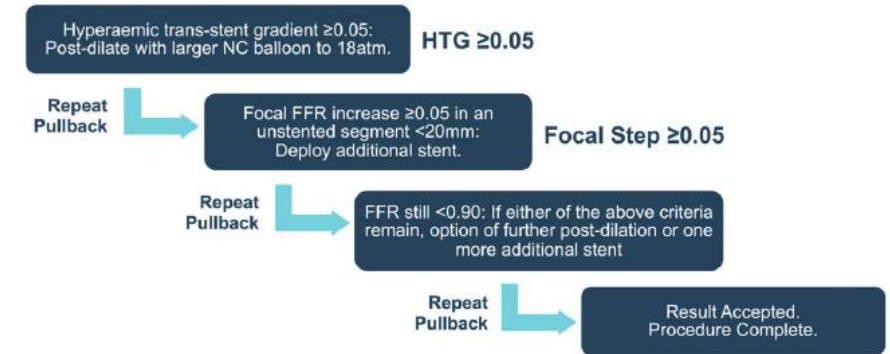 Hyperaemic trans-stent gradient ≥0.05:
Post-dilate with larger NC balloon to 18atm.
HTG ≥0.05
Repeat
Pullback
Focal FFR increase ≥0.05 in an
unstented segment <20mm:
Deploy additional stent.
Focal Step ≥0.05
Repeat
Pullback
FFR still <0.90: If either of the above criteria
remain, option of further post-dilation or one
more additional stent
Repeat
Pullback
Result Accepted.
Procedure Complete.